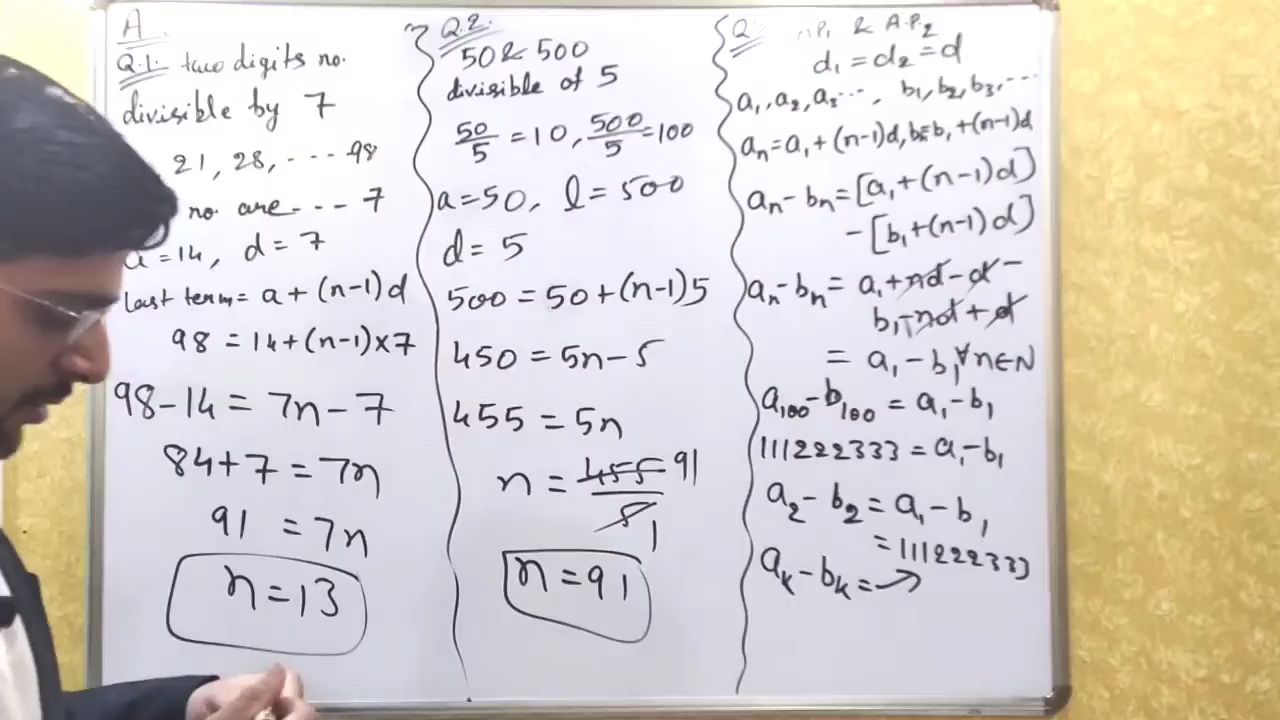 A
Q.1. two digits no.
divisible by 7
21, 28, ---- 98
no are --- 7
a = 14, d = 7
Last term = a + (n-1)d
98 = 14 + (n-1) × 7
98 - 14 = 7n - 7
84 + 7 = 7n
91 = 7n
n = 13
Q.2.
50 & 500
divisible of 5
50/5 = 10, 500/5 = 100
a = 50, l = 500
d = 5
500 = 50 + (n-1)5
450 = 5n - 5
455 = 5n
n = 455/5 91/1
n = 91
Q. & A.P₂
d₁ = d₂ = d
a₁, a₂, a₃ ..., b₁, b₂, b₃, ...
aₙ = a₁ + (n-1)d, b = b₁ + (n-1)d
aₙ - bₙ = [a₁ + (n-1)d]
- [b₁ + (n-1)d]
aₙ - bₙ = a₁ + nd - d -
b₁ - nd + d
= a₁ - b₁ ∀ n ∈ N
a₁₀₀ - b₁₀₀ = a₁ - b₁
111222333 = a₁ - b₁
a₂ - b₂ = a₁ - b₁
= 111222333
aₖ - bₖ = →